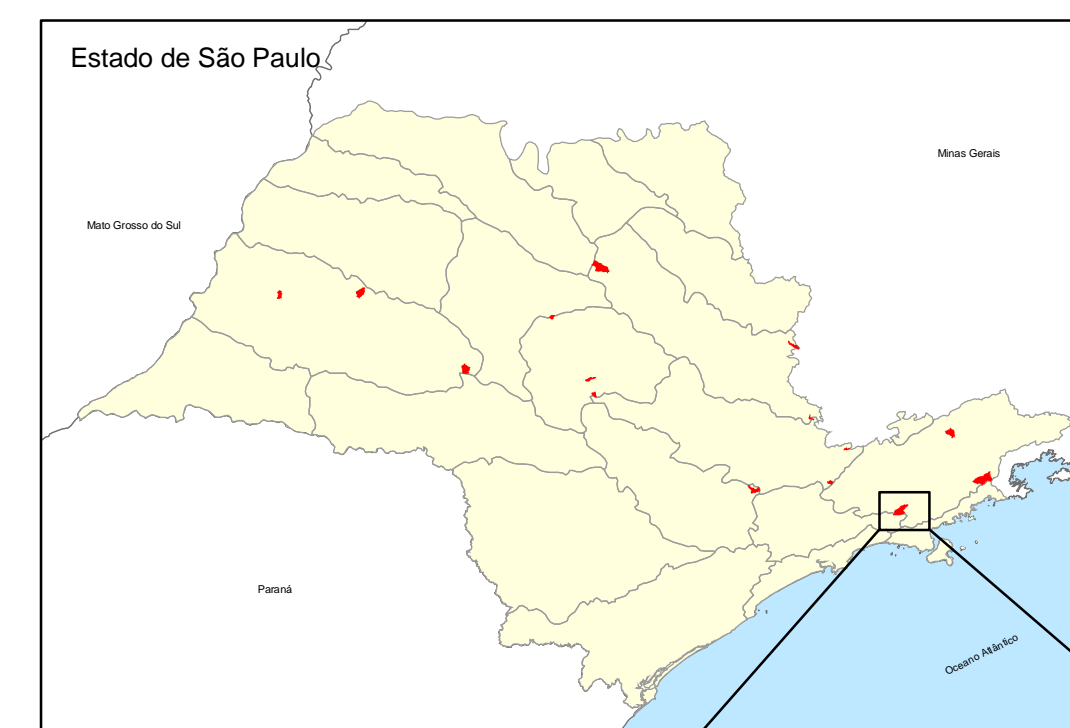 Estado de São Paulo
Minas Gerais
Mato Grosso do Sul
Paraná
Oceano Atlântico